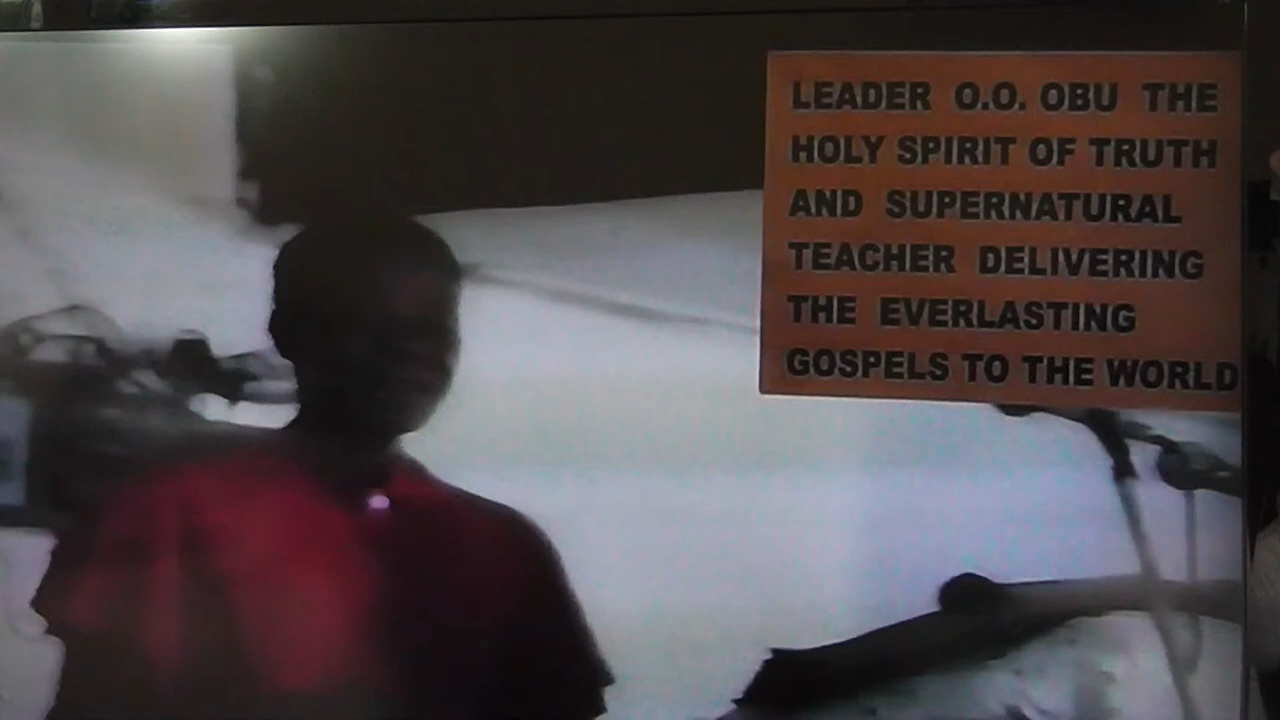 LEADER O.O. OBU THE
HOLY SPIRIT OF TRUTH
AND SUPERNATURAL
TEACHER DELIVERING
THE EVERLASTING
GOSPELS TO THE WORLD